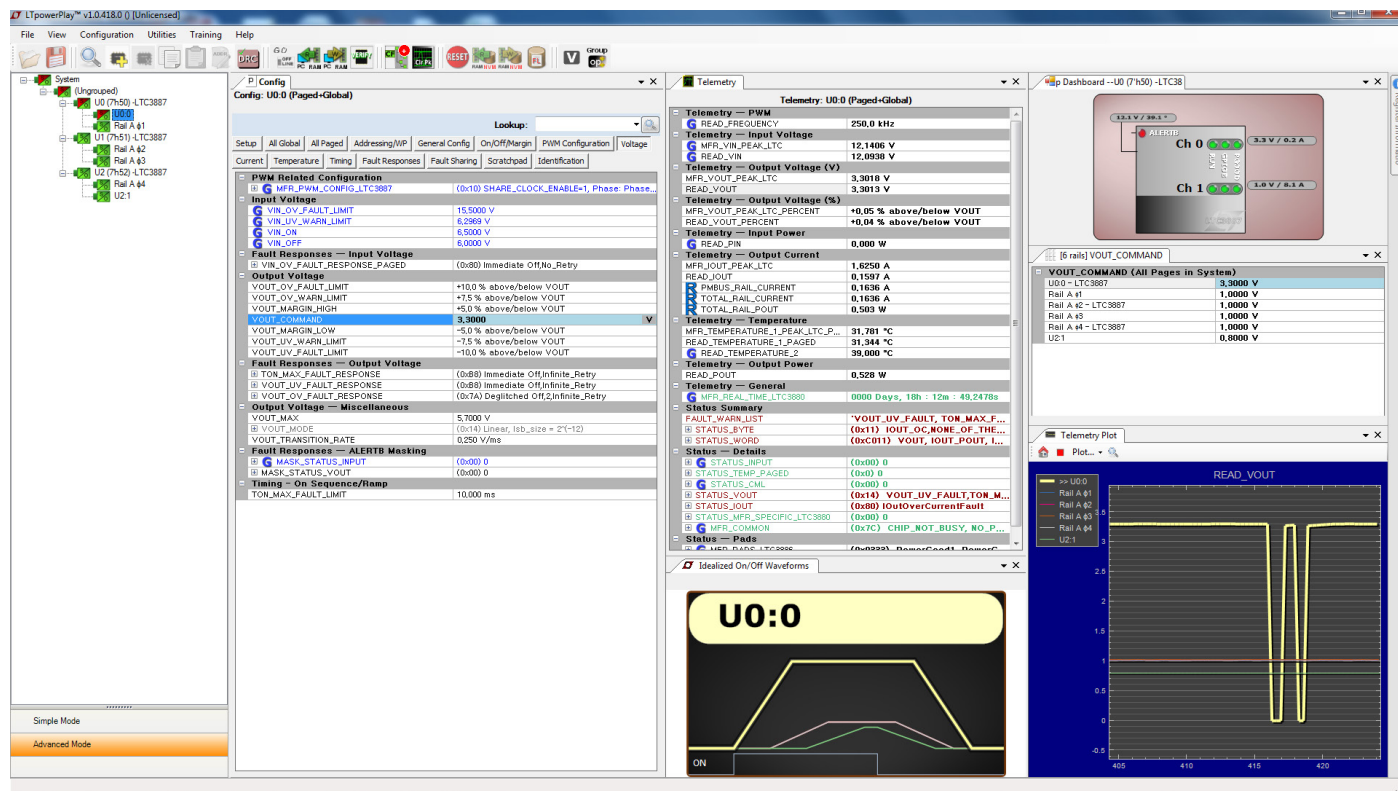 LTpowerPlay™ v1.0.418.0 () [Unlicensed]
File View Configuration Utilities Training Help
System
(Ungrouped)
U0 (7'h50) -LTC3887
U0:0
Rail A ϕ1
U1 (7'h51) -LTC3887
Rail A ϕ2
Rail A ϕ3
U2 (7'h52) -LTC3887
Rail A ϕ4
U2:1
Simple Mode
Advanced Mode
Config
Config: U0:0 (Paged+Global)
Lookup:
Setup All Global All Paged Addressing/WP General Config On/Off/Margin PWM Configuration Voltage
Current Temperature Timing Fault Responses Fault Sharing Scratchpad Identification
PWM Related Configuration
G MFR_PWM_CONFIG_LTC3887 (0x10) SHARE_CLOCK_ENABLE=1, Phase: Phase...
Input Voltage
G VIN_OV_FAULT_LIMIT 15,5000 V
G VIN_UV_WARN_LIMIT 6,2969 V
G VIN_ON 6,5000 V
G VIN_OFF 6,0000 V
Fault Responses — Input Voltage
VIN_OV_FAULT_RESPONSE_PAGED (0x80) Immediate Off,No_Retry
Output Voltage
VOUT_OV_FAULT_LIMIT +10,0 % above/below VOUT
VOUT_OV_WARN_LIMIT +7,5 % above/below VOUT
VOUT_MARGIN_HIGH +5,0 % above/below VOUT
VOUT_COMMAND 3,3000 V
VOUT_MARGIN_LOW -5,0 % above/below VOUT
VOUT_UV_WARN_LIMIT -7,5 % above/below VOUT
VOUT_UV_FAULT_LIMIT -10,0 % above/below VOUT
Fault Responses — Output Voltage
TON_MAX_FAULT_RESPONSE (0xB8) Immediate Off,Infinite_Retry
VOUT_UV_FAULT_RESPONSE (0xB8) Immediate Off,Infinite_Retry
VOUT_OV_FAULT_RESPONSE (0x7A) Deglitched Off,2,Infinite_Retry
Output Voltage — Miscellaneous
VOUT_MAX 5,7000 V
VOUT_MODE (0x14) Linear, lsb_size = 2^(-12)
VOUT_TRANSITION_RATE 0,250 V/ms
Fault Responses — ALERTB Masking
G MASK_STATUS_INPUT (0x00) 0
MASK_STATUS_VOUT (0x00) 0
Timing - On Sequence/Ramp
TON_MAX_FAULT_LIMIT 10,000 ms
Telemetry
Telemetry: U0:0 (Paged+Global)
Telemetry — PWM
G READ_FREQUENCY 250,0 kHz
Telemetry — Input Voltage
G MFR_VIN_PEAK_LTC 12,1406 V
G READ_VIN 12,0938 V
Telemetry — Output Voltage (V)
MFR_VOUT_PEAK_LTC 3,3018 V
READ_VOUT 3,3013 V
Telemetry — Output Voltage (%)
MFR_VOUT_PEAK_LTC_PERCENT +0,05 % above/below VOUT
READ_VOUT_PERCENT +0,04 % above/below VOUT
Telemetry — Input Power
G READ_PIN 0,000 W
Telemetry — Output Current
MFR_IOUT_PEAK_LTC 1,6250 A
READ_IOUT 0,1597 A
R PMBUS_RAIL_CURRENT 0,1636 A
R TOTAL_RAIL_CURRENT 0,1636 A
R TOTAL_RAIL_POUT 0,503 W
Telemetry — Temperature
MFR_TEMPERATURE_1_PEAK_LTC_P... 31,781 °C
READ_TEMPERATURE_1_PAGED 31,344 °C
G READ_TEMPERATURE_2 39,000 °C
Telemetry — Output Power
READ_POUT 0,528 W
Telemetry — General
G MFR_REAL_TIME_LTC3880 0000 Days, 18h : 12m : 49,2478s
Status Summary
FAULT_WARN_LIST 'VOUT_UV_FAULT, TON_MAX_F...
STATUS_BYTE (0x11) IOUT_OC,NONE_OF_THE...
STATUS_WORD (0xC011) VOUT, IOUT_POUT, I...
Status — Details
G STATUS_INPUT (0x00) 0
STATUS_TEMP_PAGED (0x0) 0
G STATUS_CML (0x00) 0
STATUS_VOUT (0x14) VOUT_UV_FAULT,TON_M...
STATUS_IOUT (0x80) IOutOverCurrentFault
STATUS_MFR_SPECIFIC_LTC3880 (0x00) 0
G MFR_COMMON (0x7C) CHIP_NOT_BUSY, NO_P...
Status — Pads
Idealized On/Off Waveforms
U0:0
ON
p Dashboard --U0 (7'h50) -LTC38
12.1 V / 39.1 °
ALERTB
Ch 0
3.3 V / 0.2 A
Ch 1
1.0 V / 8.1 A
[6 rails] VOUT_COMMAND
VOUT_COMMAND (All Pages in System)
U0:0 - LTC3887 3,3000 V
Rail A ϕ1 1,0000 V
Rail A ϕ2 - LTC3887 1,0000 V
Rail A ϕ3 1,0000 V
Rail A ϕ4 - LTC3887 1,0000 V
U2:1 0,8000 V
Telemetry Plot
Plot...
READ_VOUT
>> U0:0
Rail A ϕ1
Rail A ϕ2
Rail A ϕ3
Rail A ϕ4
U2:1
3
2.5
2
1.5
1
0.5
0
-0.5
405 410 415 420